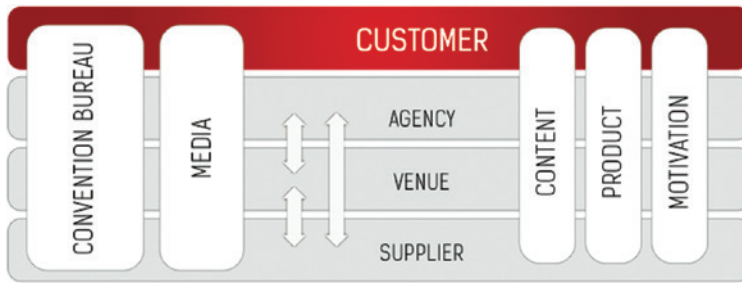 CUSTOMER
CONVENTION BUREAU
MEDIA
AGENCY
VENUE
SUPPLIER
CONTENT
PRODUCT
MOTIVATION